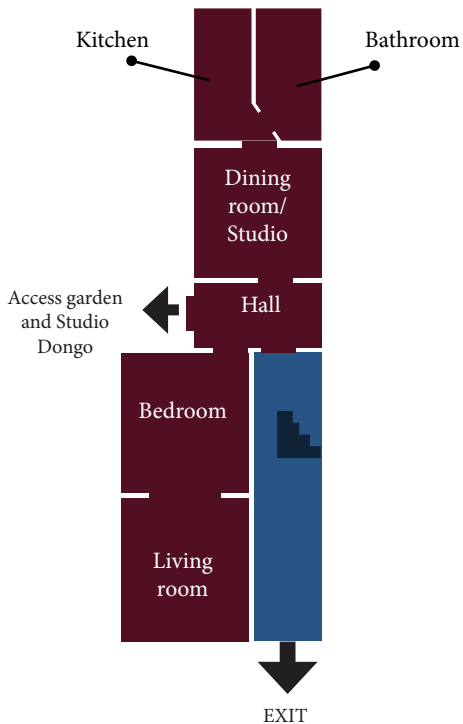 Kitchen
Bathroom
Dining
room/
Studio
Hall
Access garden
and Studio
Dongo
Bedroom
Living
room
EXIT